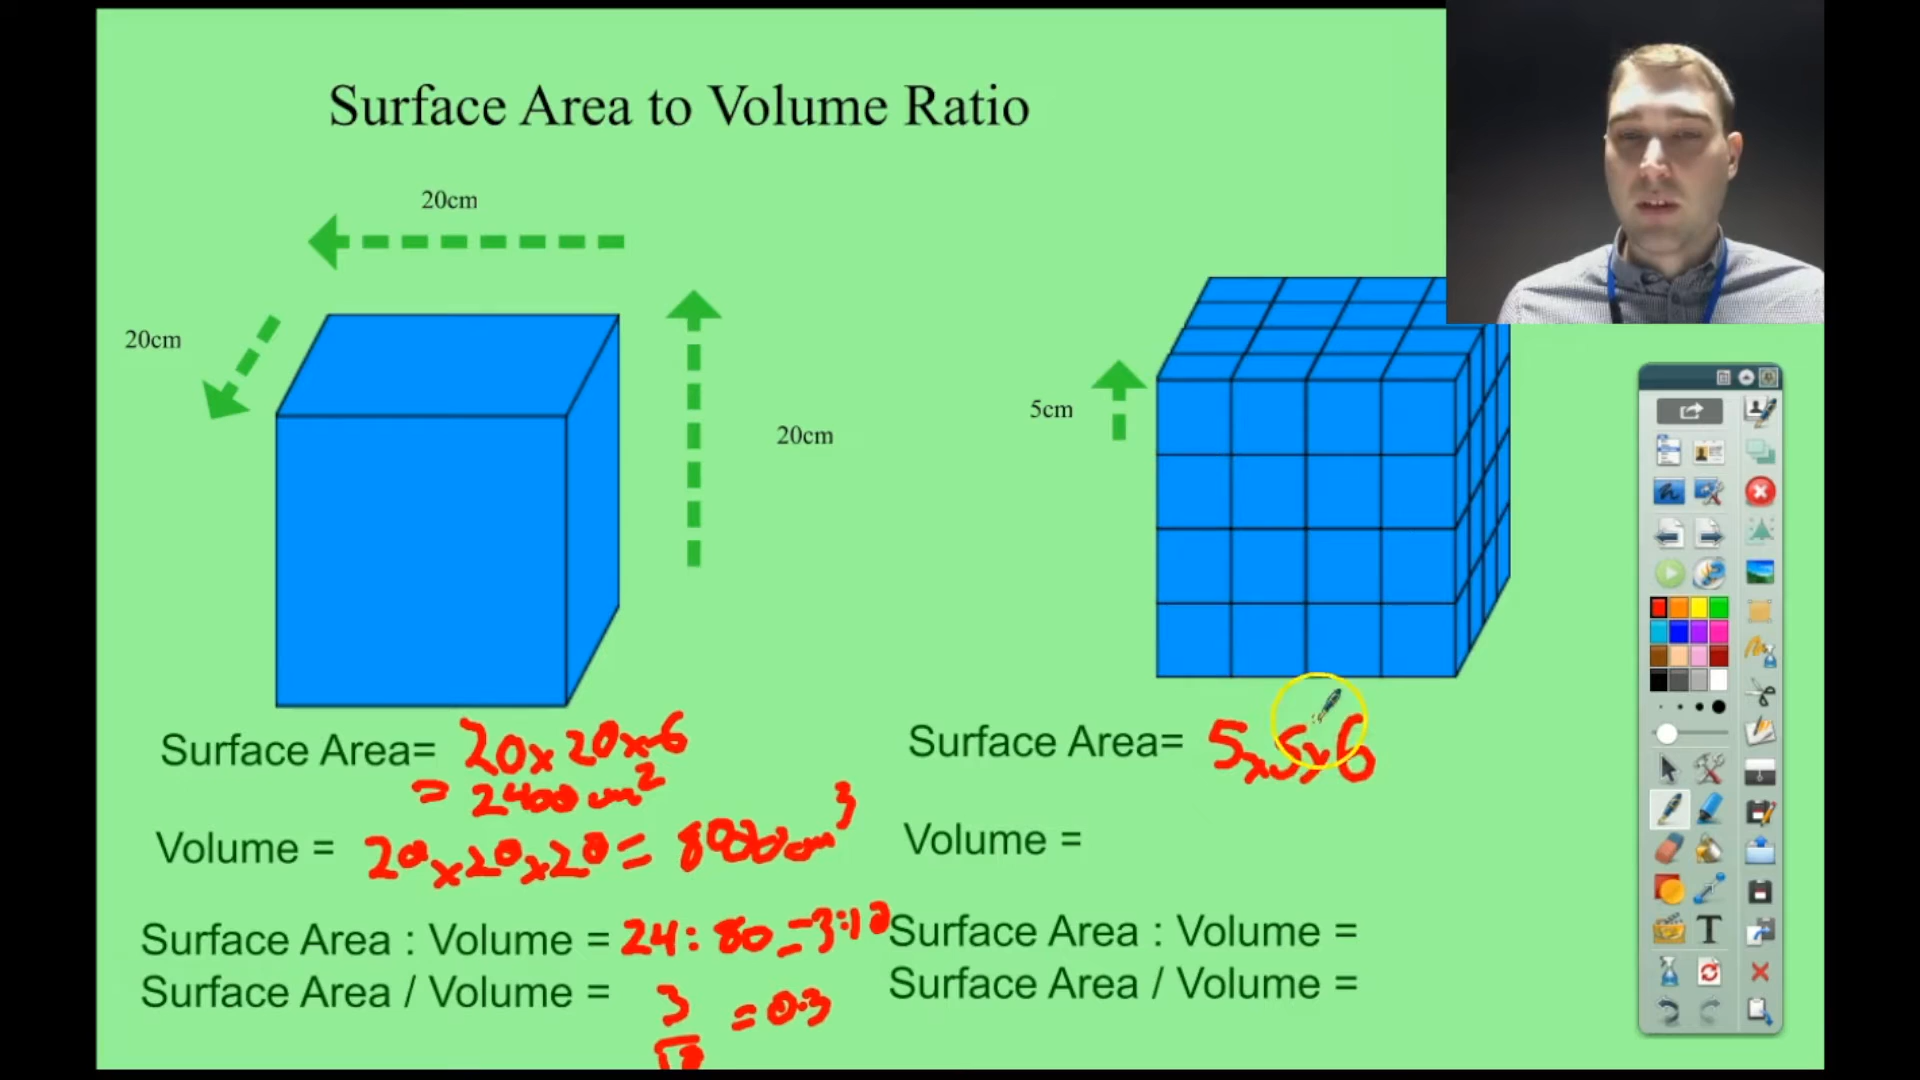 Surface Area to Volume Ratio
20cm
20cm
20cm
5cm
Surface Area= 20x20x6
= 2400 cm²
Volume = 20x20x20 = 8000cm³
Surface Area : Volume = 24:80 = 3:10
Surface Area / Volume = 3/10 = 0.3
Surface Area= 5x5x6
Volume =
Surface Area : Volume =
Surface Area / Volume =
T